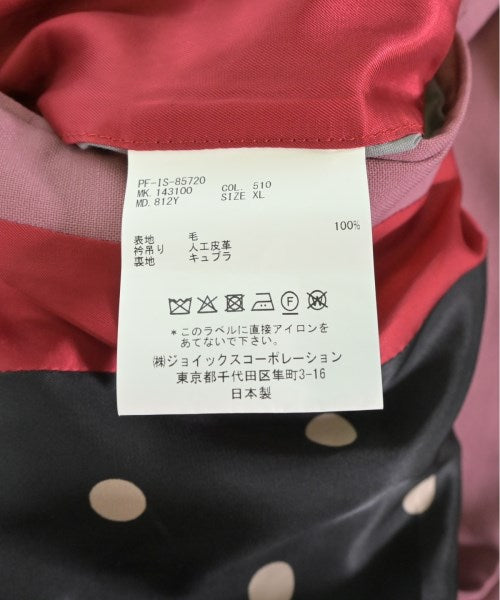 PF-IS-85720
MK. 143100 COL. 510
MD. 812Y SIZE XL
表地 毛 100%
衿吊り 人工皮革
裏地 キュプラ
*このラベルに直接アイロンを
あてないで下さい。
㈱ジョイックスコーポレーション
東京都千代田区隼町3-16
日本製